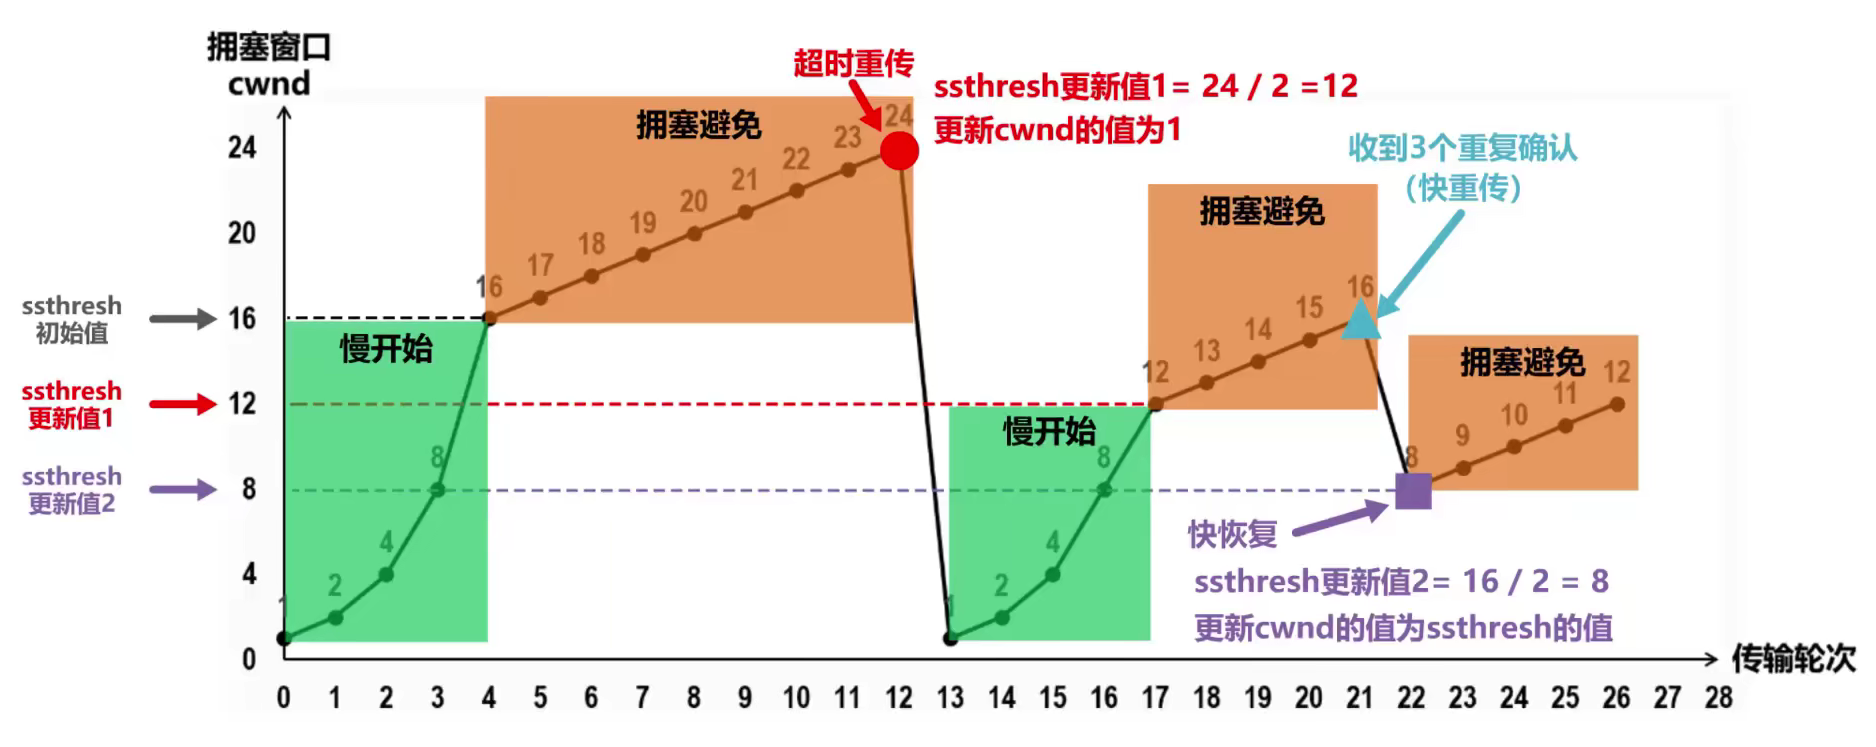 拥塞窗口
cwnd
超时重传
ssthresh更新值1= 24 / 2 =12
更新cwnd的值为1
收到3个重复确认
（快重传）
拥塞避免
拥塞避免
拥塞避免
慢开始
慢开始
24
20
16
12
8
4
0
ssthresh
初始值
ssthresh
更新值1
ssthresh
更新值2
1
2
4
8
16
17
18
19
20
21
22
23
24
1
2
4
8
12
13
14
15
16
8
9
10
11
12
快恢复
ssthresh更新值2= 16 / 2 = 8
更新cwnd的值为ssthresh的值
传输轮次
0 1 2 3 4 5 6 7 8 9 10 11 12 13 14 15 16 17 18 19 20 21 22 23 24 25 26 27 28